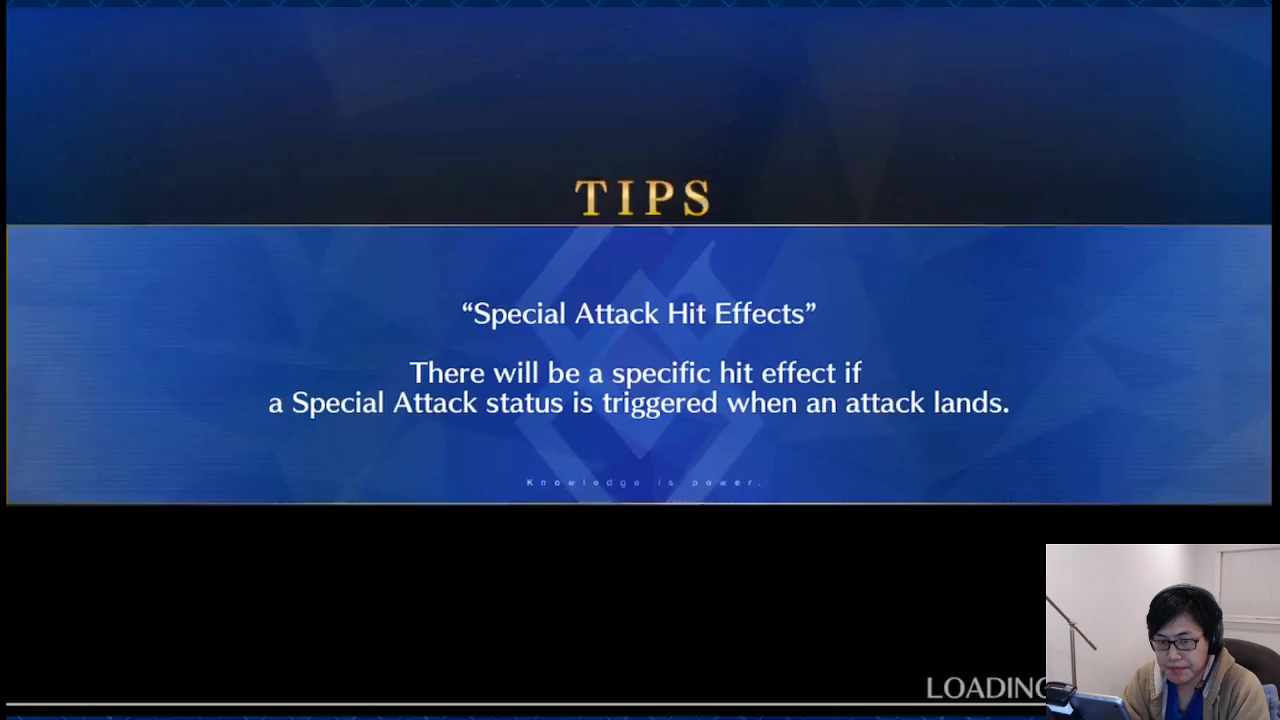 TIPS
“Special Attack Hit Effects”
There will be a specific hit effect if
a Special Attack status is triggered when an attack lands.
Knowledge is power.
LOADING